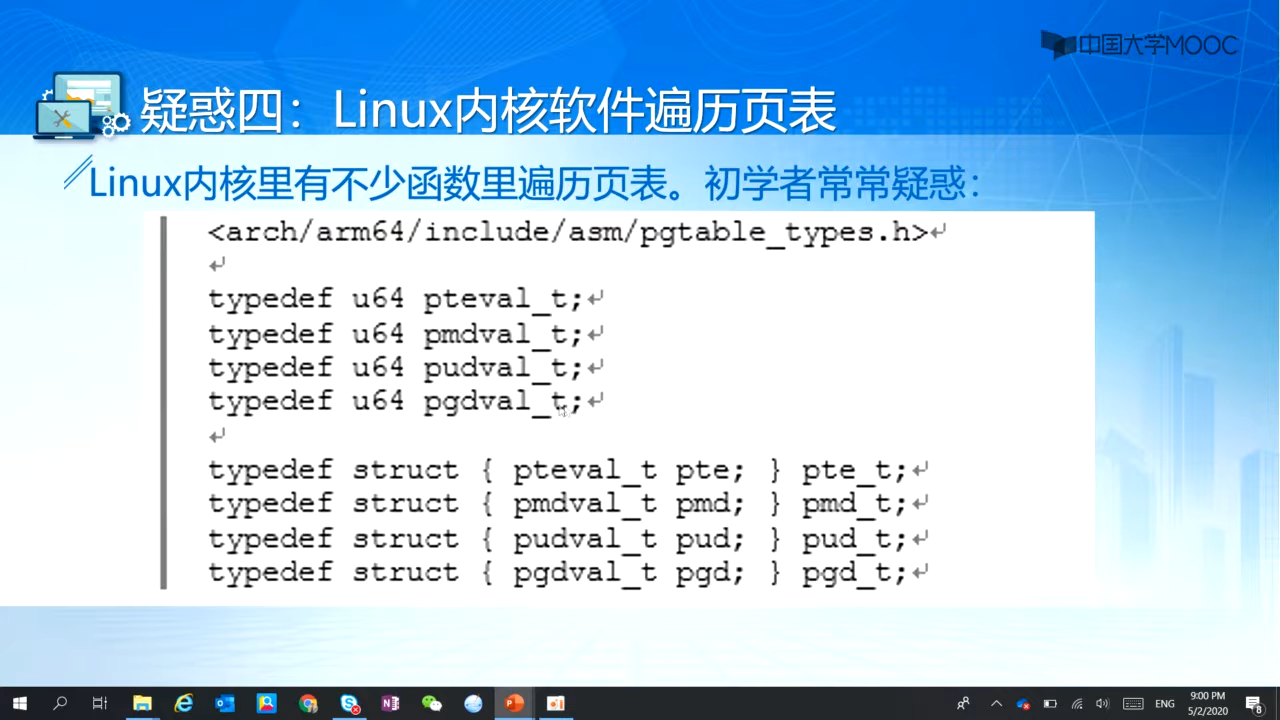 中国大学MOOC
疑惑四：Linux内核软件遍历页表
Linux内核里有不少函数里遍历页表。初学者常常疑惑：
<arch/arm64/include/asm/pgtable_types.h>↵
↵
typedef u64 pteval_t;↵
typedef u64 pmdval_t;↵
typedef u64 pudval_t;↵
typedef u64 pgdval_t;↵
↵
typedef struct { pteval_t pte; } pte_t;↵
typedef struct { pmdval_t pmd; } pmd_t;↵
typedef struct { pudval_t pud; } pud_t;↵
typedef struct { pgdval_t pgd; } pgd_t;↵
ENG
9:00 PM
5/2/2020
8